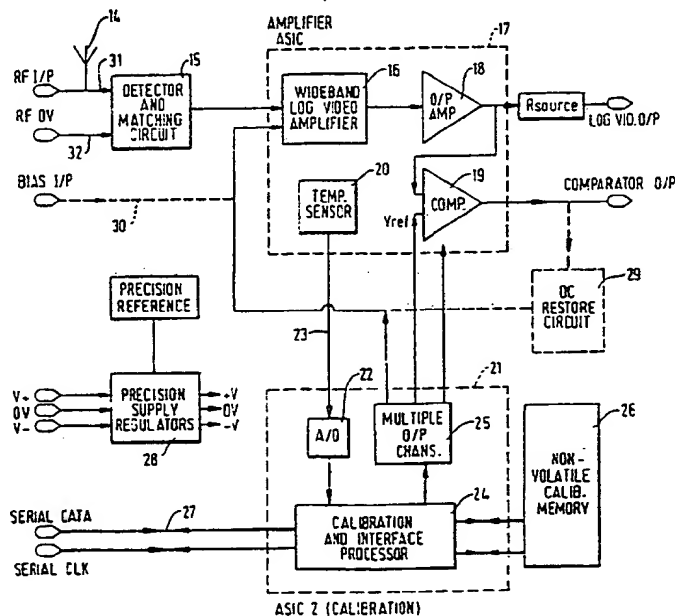 AMPLIFIER
ASIC
17
14
RF I/P
31
15
DETECTOR
AND
MATCHING
CIRCUIT
RF 0V
32
16
WIDEBAND
LOG VIDEO
AMPLIFIER
18
O/P
AMP
Rsource
LOG VID.O/P
BIAS I/P
30
20
TEMP.
SENSOR
19
COMP.
Vref
COMPARATOR O/P
29
DC
RESTORE
CIRCUIT
PRECISION
REFERENCE
23
21
V+
0V
V-
PRECISION
SUPPLY
REGULATORS
+V
0V
-V
28
22
A/D
MULTIPLE
O/P
CHANS.
25
26
NON-
VOLATILE
CALIB.
MEMORY
24
CALIBRATION
AND INTERFACE
PROCESSOR
SERIAL DATA
27
SERIAL CLK
ASIC 2 (CALIBRATION)